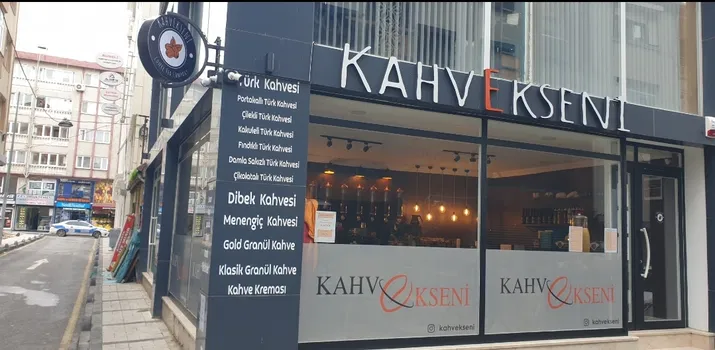 KAHVEKSENİ
KAHVEKSENİ
Türk Kahvesi
Portakallı Türk Kahvesi
Çilekli Türk Kahvesi
Kakuleli Türk Kahvesi
Fındıklı Türk Kahvesi
Damla Sakızlı Türk Kahvesi
Çikolatalı Türk Kahvesi
Dibek Kahvesi
Menengiç Kahvesi
Gold Granül Kahve
Klasik Granül Kahve
Kahve Kreması
KAHVeKSENİ
kahvekseni
KAHVeKSENİ
kahvekseni